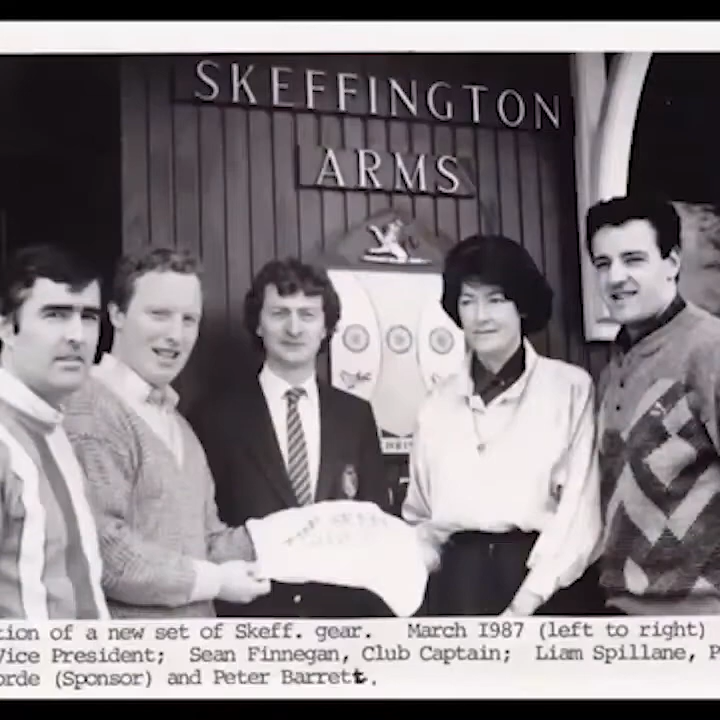 SKEFFINGTON
ARMS
tion of a new set of Skeff. gear. March I987 (left to right)
Vice President; Sean Finnegan, Club Captain; Liam Spillane, P
orde (Sponsor) and Peter Barrett.